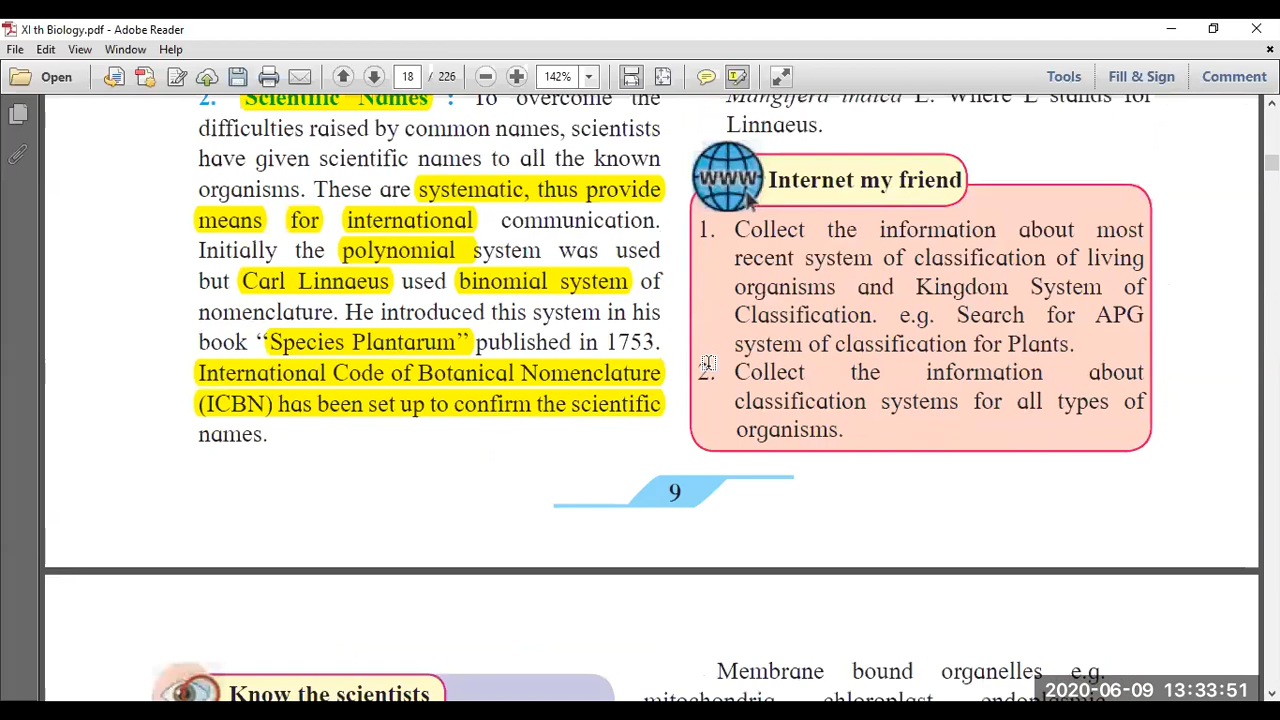 XI th Biology.pdf - Adobe Reader
File Edit View Window Help
Open 18 / 226 142% Tools Fill & Sign Comment
2. Scientific Names : To overcome the
difficulties raised by common names, scientists
have given scientific names to all the known
organisms. These are systematic, thus provide
means for international communication.
Initially the polynomial system was used
but Carl Linnaeus used binomial system of
nomenclature. He introduced this system in his
book ‘‘Species Plantarum’’ published in 1753.
International Code of Botanical Nomenclature
(ICBN) has been set up to confirm the scientific
names.
Mangifera indica L. Where L stands for
Linnaeus.
www Internet my friend
1. Collect the information about most
recent system of classification of living
organisms and Kingdom System of
Classification. e.g. Search for APG
system of classification for Plants.
2. Collect the information about
classification systems for all types of
organisms.
9
Know the scientists
Membrane bound organelles e.g.
mitochondria, chloroplast, endoplasmic
2020-06-09 13:33:51